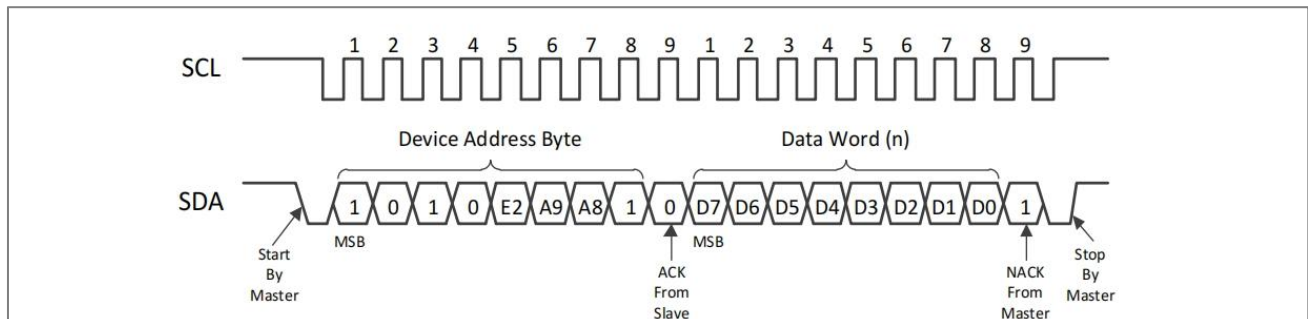 1 2 3 4 5 6 7 8 9 1 2 3 4 5 6 7 8 9
SCL
Device Address Byte Data Word (n)
SDA 1 0 1 0 E2 A9 A8 1 0 D7 D6 D5 D4 D3 D2 D1 D0 1
MSB MSB
Start
By
Master
ACK
From
Slave
NACK
From
Master
Stop
By
Master